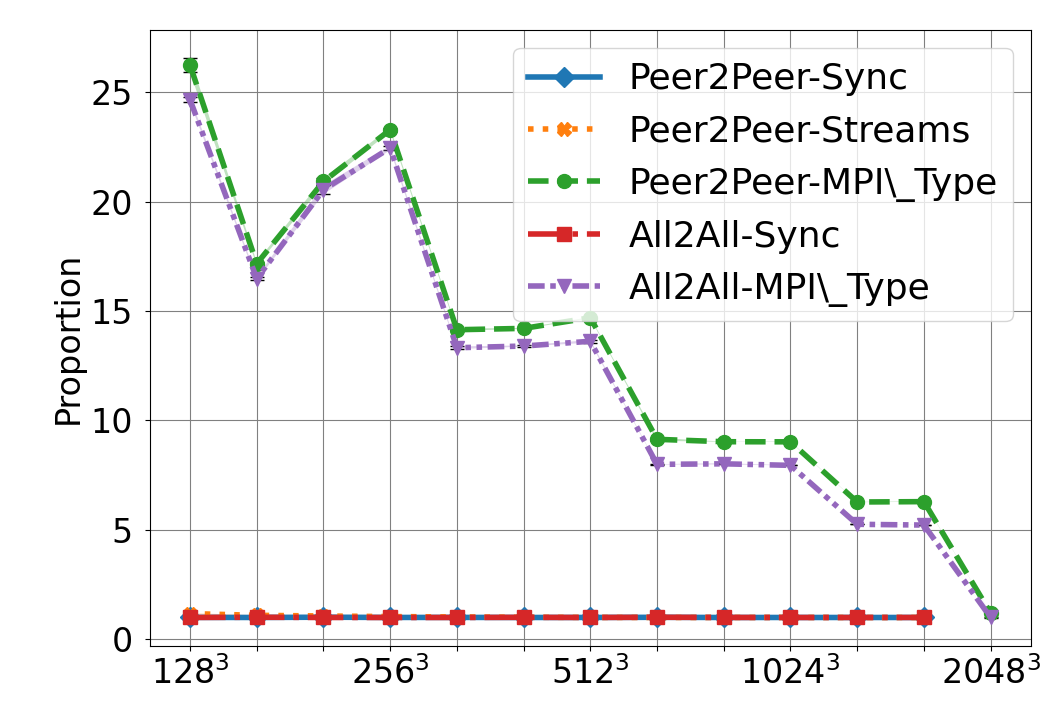 Proportion
25
20
15
10
5
0
128³ 256³ 512³ 1024³ 2048³
Peer2Peer-Sync
Peer2Peer-Streams
Peer2Peer-MPI\_Type
All2All-Sync
All2All-MPI\_Type